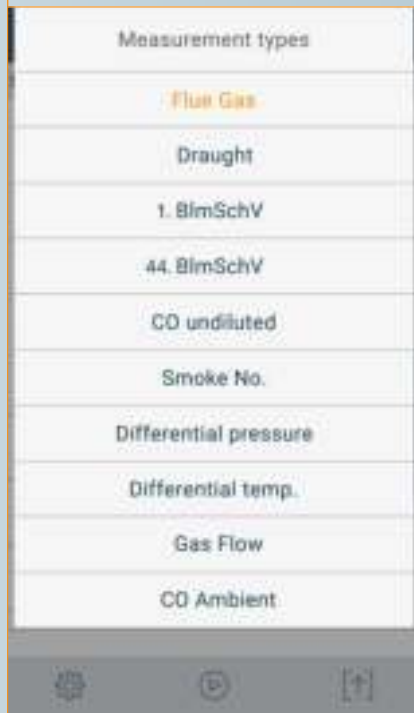 Measurement types
Flue Gas
Draught
1. BImSchV
44. BImSchV
CO undiluted
Smoke No.
Differential pressure
Differential temp.
Gas Flow
CO Ambient